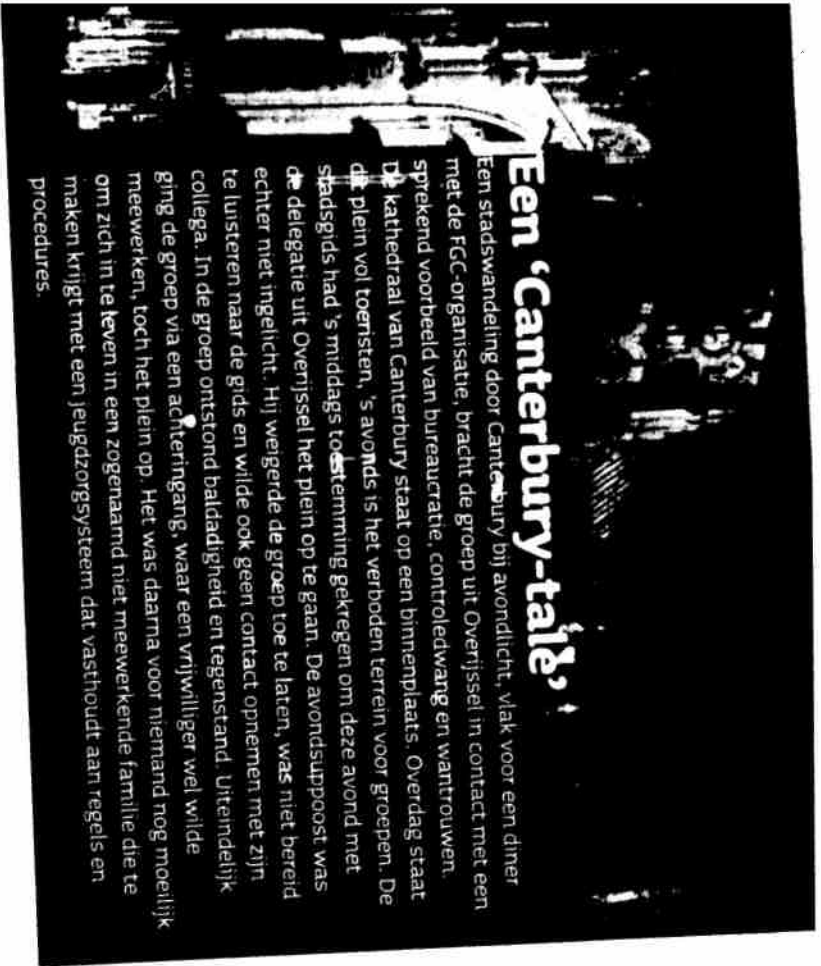 Een 'Canterbury-tale'
Een stadswandeling door Canterbury bij avondlicht, vlak voor een diner
met de FGC-organisatie, bracht de groep uit Overijssel in contact met een
sprekend voorbeeld van bureaucratie, controledwang en wantrouwen.
De kathedraal van Canterbury staat op een binnenplaats. Overdag staat
dit plein vol toeristen, 's avonds is het verboden terrein voor groepen. De
stadsgids had 's middags toestemming gekregen om deze avond met
de delegatie uit Overijssel het plein op te gaan. De avondsuppoost was
echter niet ingelicht. Hij weigerde de groep toe te laten, was niet bereid
te luisteren naar de gids en wilde ook geen contact opnemen met zijn
collega. In de groep ontstond baldadigheid en tegenstand. Uiteindelijk
ging de groep via een achteringang, waar een vrijwilliger wel wilde
meewerken, toch het plein op. Het was daarna voor niemand nog moeilijk
om zich in te leven in een zogenaamd niet meewerkende familie die te
maken krijgt met een jeugdzorgsysteem dat vasthoudt aan regels en
procedures.